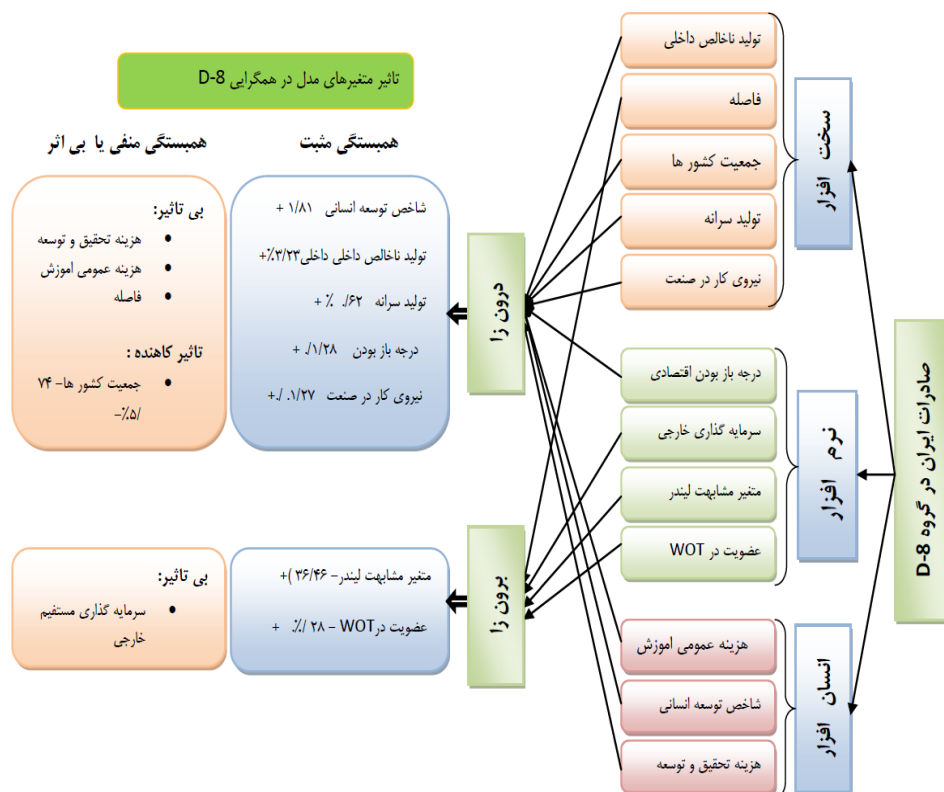 صادرات ایران در گروه D-8
سخت افزار
تولید ناخالص داخلی
فاصله
جمعیت کشور ها
تولید سرانه
نیروی کار در صنعت
نرم افزار
درجه باز بودن اقتصادی
سرمایه گذاری خارجی
متغیر مشابهت لیندر
عضویت در WOT
انسان افزار
هزینه عمومی اموزش
شاخص توسعه انسانی
هزینه تحقیق و توسعه
درون زا
برون زا
تاثیر متغیرهای مدل در همگرایی D-8
همبستگی مثبت
شاخص توسعه انسانی ۱/۸۱ +
تولید ناخالص داخلی داخلی ۳/۲۳٪+
تولید سرانه ۶۲/. ٪ +
درجه باز بودن ۱/۲۸/. +
نیروی کار در صنعت ۱/۲۷. /.+
متغیر مشابهت لیندر- ۳۶/۴۶ )+
عضویت در WOT – ۲۸ /٪. +
همبستگی منفی یا بی اثر
بی تاثیر:
• هزینه تحقیق و توسعه
• هزینه عمومی اموزش
• فاصله
تاثیر کاهنده :
• جمعیت کشور ها- ۷۴
/۵٪-
بی تاثیر:
• سرمایه گذاری مستفیم
خارجی